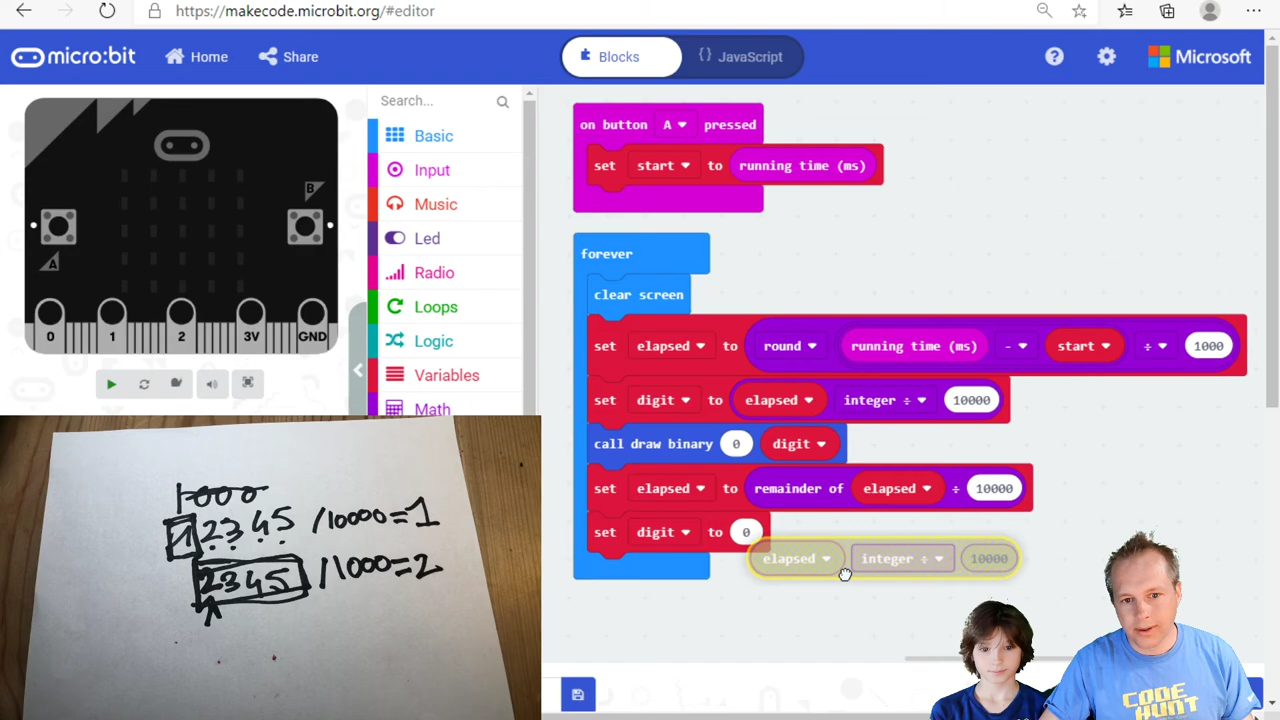 https://makecode.microbit.org/#editor
micro:bit
Home
Share
Blocks
{ } JavaScript
?
Microsoft
A
B
0 1 2 3V GND
Search...
Basic
Input
Music
Led
Radio
Loops
Logic
Variables
Math
on button A pressed
set start to running time (ms)
forever
clear screen
set elapsed to round running time (ms) - start ÷ 1000
set digit to elapsed integer ÷ 10000
call draw binary 0 digit
set elapsed to remainder of elapsed ÷ 10000
set digit to 0
elapsed integer ÷ 10000
1000
12345 /10000=1
2345 /1000=2
CODE
HUNT